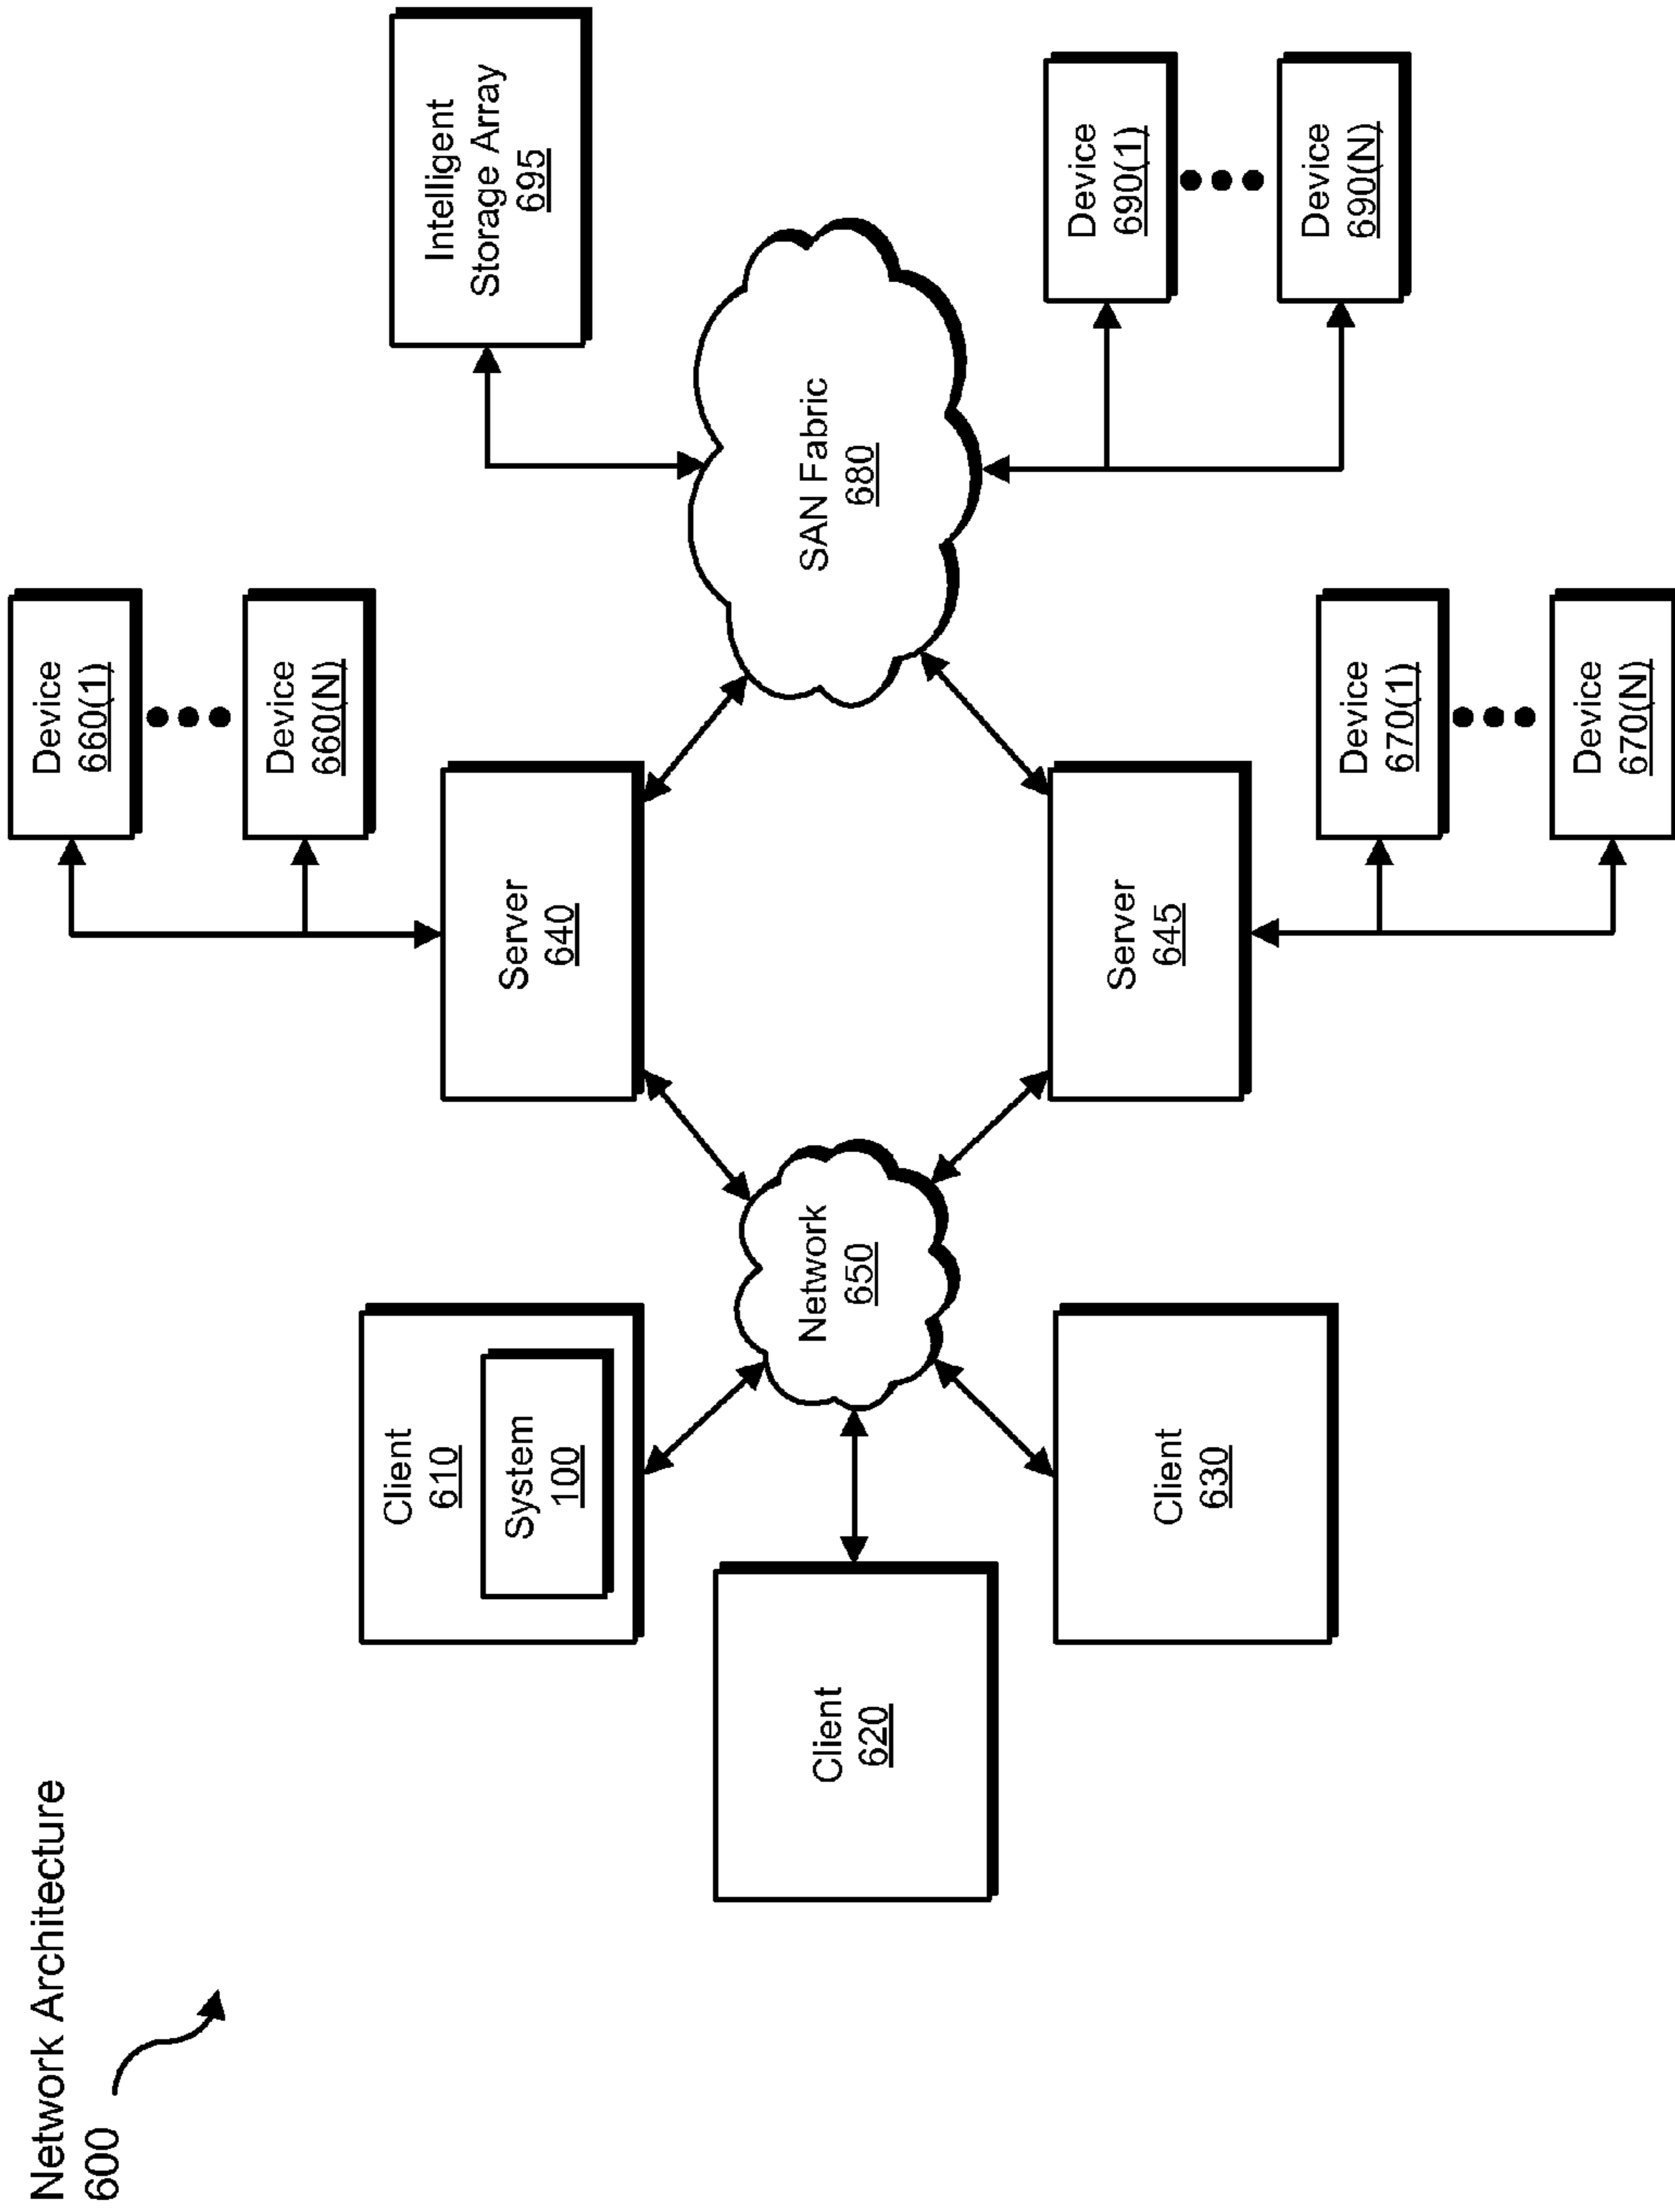 Network Architecture
600
Client
610
System
100
Client
620
Client
630
Network
650
Server
640
Server
645
Device
660(1)
Device
660(N)
Device
670(1)
Device
670(N)
SAN Fabric
680
Intelligent
Storage Array
695
Device
690(1)
Device
690(N)